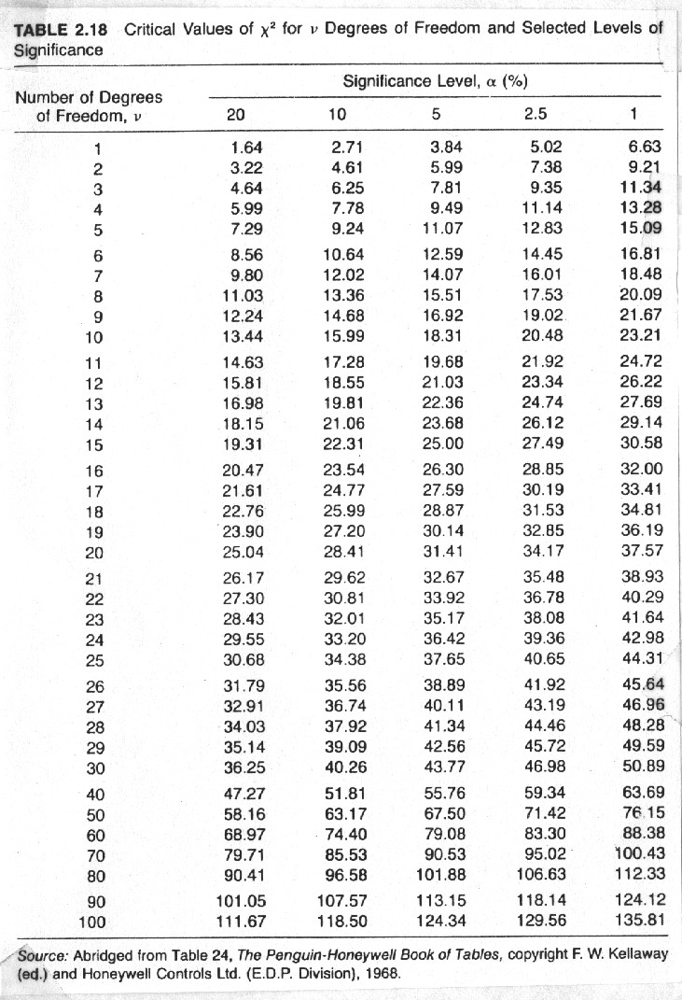 TABLE 2.18 Critical Values of χ² for ν Degrees of Freedom and Selected Levels of
Significance
Significance Level, α (%)
Number of Degrees
of Freedom, ν 20 10 5 2.5 1
1 1.64 2.71 3.84 5.02 6.63
2 3.22 4.61 5.99 7.38 9.21
3 4.64 6.25 7.81 9.35 11.34
4 5.99 7.78 9.49 11.14 13.28
5 7.29 9.24 11.07 12.83 15.09
6 8.56 10.64 12.59 14.45 16.81
7 9.80 12.02 14.07 16.01 18.48
8 11.03 13.36 15.51 17.53 20.09
9 12.24 14.68 16.92 19.02 21.67
10 13.44 15.99 18.31 20.48 23.21
11 14.63 17.28 19.68 21.92 24.72
12 15.81 18.55 21.03 23.34 26.22
13 16.98 19.81 22.36 24.74 27.69
14 18.15 21.06 23.68 26.12 29.14
15 19.31 22.31 25.00 27.49 30.58
16 20.47 23.54 26.30 28.85 32.00
17 21.61 24.77 27.59 30.19 33.41
18 22.76 25.99 28.87 31.53 34.81
19 23.90 27.20 30.14 32.85 36.19
20 25.04 28.41 31.41 34.17 37.57
21 26.17 29.62 32.67 35.48 38.93
22 27.30 30.81 33.92 36.78 40.29
23 28.43 32.01 35.17 38.08 41.64
24 29.55 33.20 36.42 39.36 42.98
25 30.68 34.38 37.65 40.65 44.31
26 31.79 35.56 38.89 41.92 45.64
27 32.91 36.74 40.11 43.19 46.96
28 34.03 37.92 41.34 44.46 48.28
29 35.14 39.09 42.56 45.72 49.59
30 36.25 40.26 43.77 46.98 50.89
40 47.27 51.81 55.76 59.34 63.69
50 58.16 63.17 67.50 71.42 76.15
60 68.97 74.40 79.08 83.30 88.38
70 79.71 85.53 90.53 95.02 100.43
80 90.41 96.58 101.88 106.63 112.33
90 101.05 107.57 113.15 118.14 124.12
100 111.67 118.50 124.34 129.56 135.81
Source: Abridged from Table 24, The Penguin-Honeywell Book of Tables, copyright F. W. Kellaway
(ed.) and Honeywell Controls Ltd. (E.D.P. Division), 1968.